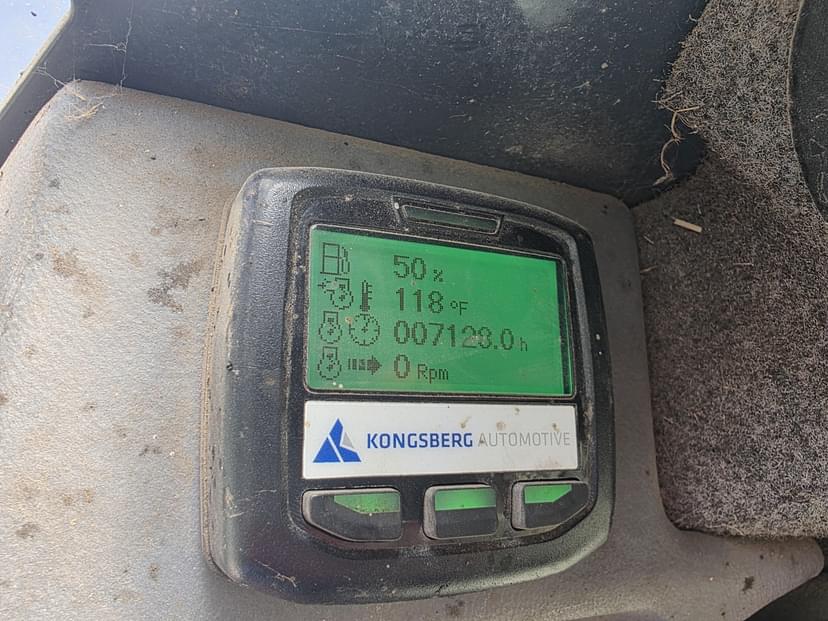 50 %
118 °F
007128.0 h
0 Rpm
KONGSBERG AUTOMOTIVE